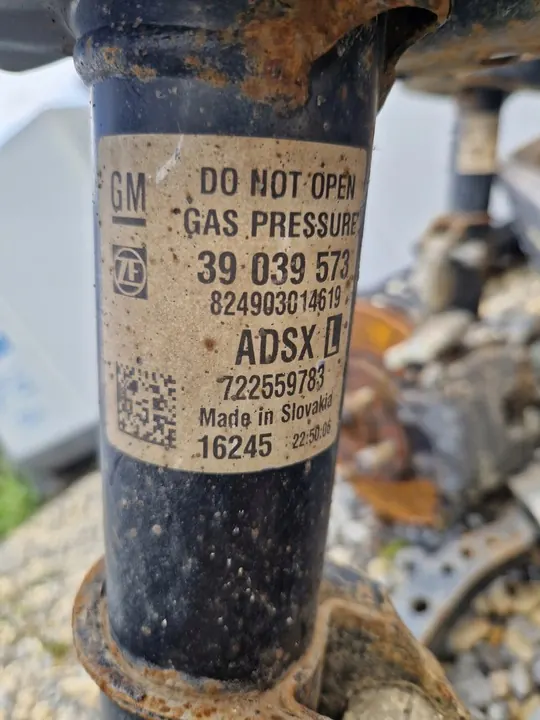 GM
DO NOT OPEN
GAS PRESSURE
ZF
39 039 573
824903014619
ADSX L
722559783
Made in Slovakia
16245 22:50:06